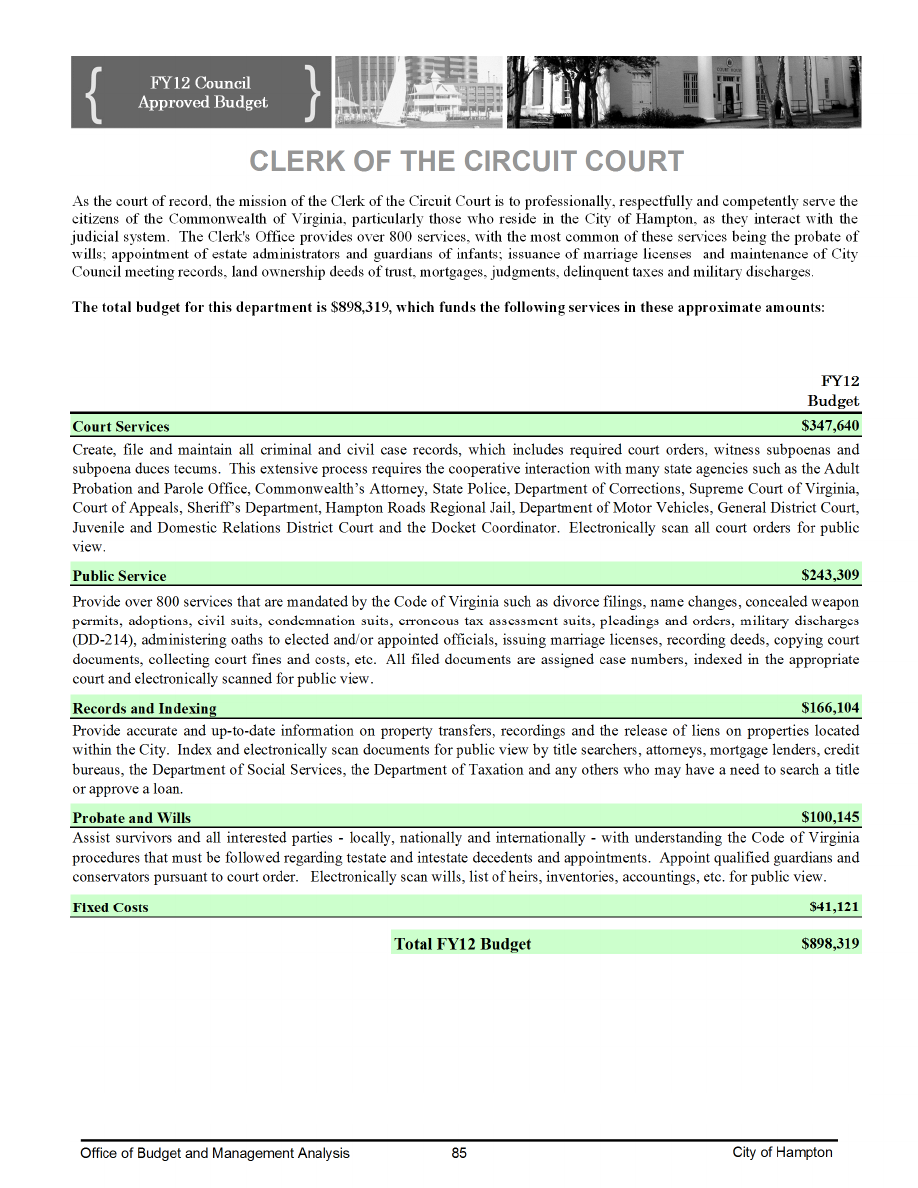 FY12 Council
Approved Budget
CLERK OF THE CIRCUIT COURT
As the court of record, the mission of the Clerk of the Circuit Court is to professionally, respectfully and competently serve the
citizens of the Commonwealth of Virginia, particularly those who reside in the City of Hampton, as they interact with the
judicial system. The Clerk's Office provides over 800 services, with the most common of these services being the probate of
wills; appointment of estate administrators and guardians of infants; issuance of marriage licenses and maintenance of City
Council meeting records, land ownership deeds of trust, mortgages, judgments, delinquent taxes and military discharges.
The total budget for this department is $898,319, which funds the following services in these approximate amounts:
FY12
Budget
Court Services $347,640
Create, file and maintain all criminal and civil case records, which includes required court orders, witness subpoenas and
subpoena duces tecums. This extensive process requires the cooperative interaction with many state agencies such as the Adult
Probation and Parole Office, Commonwealth's Attorney, State Police, Department of Corrections, Supreme Court of Virginia,
Court of Appeals, Sheriff's Department, Hampton Roads Regional Jail, Department of Motor Vehicles, General District Court,
Juvenile and Domestic Relations District Court and the Docket Coordinator. Electronically scan all court orders for public
view.
Public Service $243,309
Provide over 800 services that are mandated by the Code of Virginia such as divorce filings, name changes, concealed weapon
permits, adoptions, civil suits, condemnation suits, erroneous tax assessment suits, pleadings and orders, military discharges
(DD-214), administering oaths to elected and/or appointed officials, issuing marriage licenses, recording deeds, copying court
documents, collecting court fines and costs, etc. All filed documents are assigned case numbers, indexed in the appropriate
court and electronically scanned for public view.
Records and Indexing $166,104
Provide accurate and up-to-date information on property transfers, recordings and the release of liens on properties located
within the City. Index and electronically scan documents for public view by title searchers, attorneys, mortgage lenders, credit
bureaus, the Department of Social Services, the Department of Taxation and any others who may have a need to search a title
or approve a loan.
Probate and Wills $100,145
Assist survivors and all interested parties - locally, nationally and internationally - with understanding the Code of Virginia
procedures that must be followed regarding testate and intestate decedents and appointments. Appoint qualified guardians and
conservators pursuant to court order. Electronically scan wills, list of heirs, inventories, accountings, etc. for public view.
Fixed Costs $41,121
Total FY12 Budget $898,319
Office of Budget and Management Analysis 85 City of Hampton